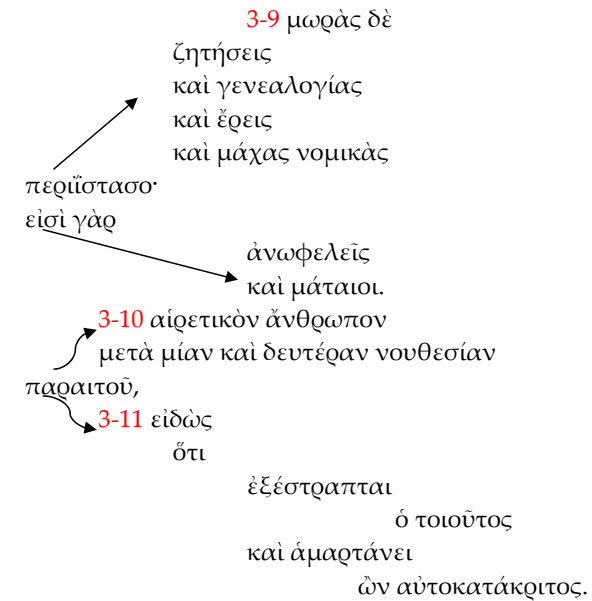 3-9 μωρὰς δὲ
ζητήσεις
καὶ γενεαλογίας
καὶ ἔρεις
καὶ μάχας νομικὰς
περιΐστασο·
εἰσὶ γὰρ
ἀνωφελεῖς
καὶ μάταιοι.
3-10 αἱρετικὸν ἄνθρωπον
μετὰ μίαν καὶ δευτέραν νουθεσίαν
παραιτοῦ,
3-11 εἰδὼς
ὅτι
ἐξέστραπται
ὁ τοιοῦτος
καὶ ἁμαρτάνει
ὢν αὐτοκατάκριτος.